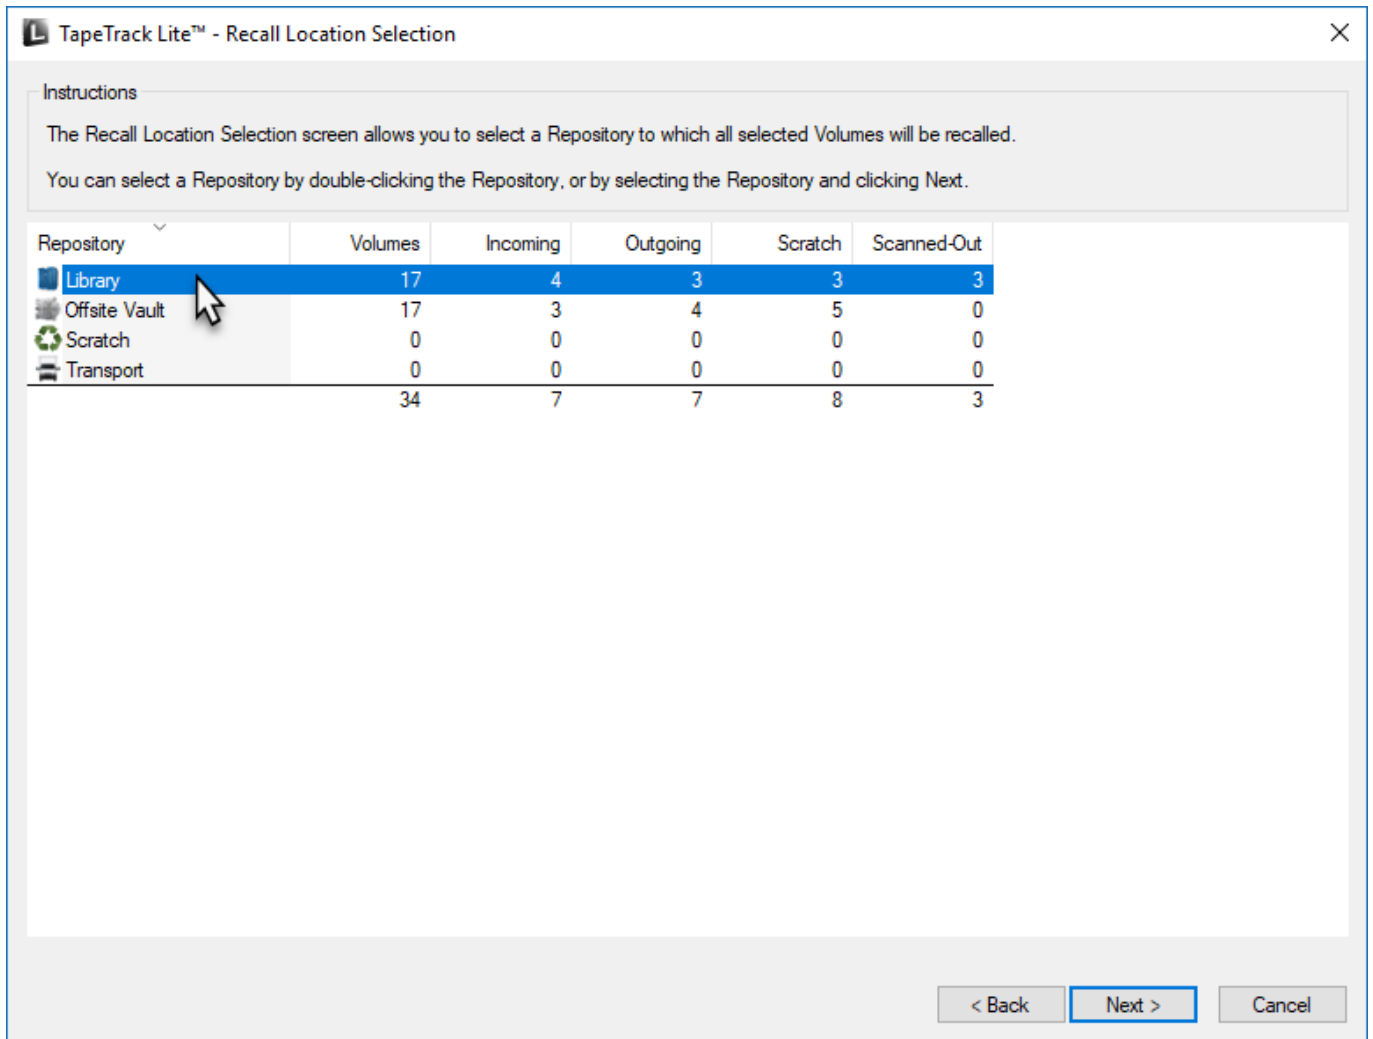 TapeTrack Lite™ - Recall Location Selection
Instructions
The Recall Location Selection screen allows you to select a Repository to which all selected Volumes will be recalled.
You can select a Repository by double-clicking the Repository, or by selecting the Repository and clicking Next.
Repository Volumes Incoming Outgoing Scratch Scanned-Out
Library 17 4 3 3 3
Offsite Vault 17 3 4 5 0
Scratch 0 0 0 0 0
Transport 0 0 0 0 0
34 7 7 8 3
< Back Next > Cancel